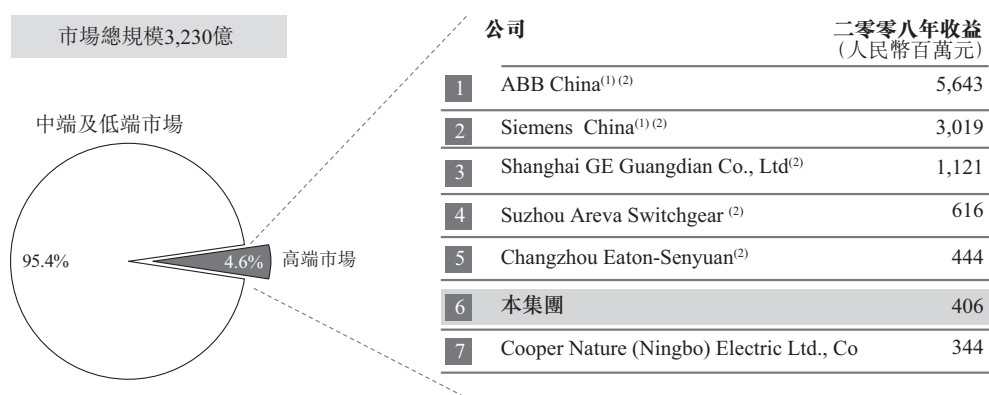 市場總規模3,230億
中端及低端市場
95.4%
4.6%
高端市場
公司 二零零八年收益
(人民幣百萬元)
1 ABB China(1) (2) 5,643
2 Siemens China(1) (2) 3,019
3 Shanghai GE Guangdian Co., Ltd(2) 1,121
4 Suzhou Areva Switchgear (2) 616
5 Changzhou Eaton-Senyuan(2) 444
6 本集團 406
7 Cooper Nature (Ningbo) Electric Ltd., Co 344